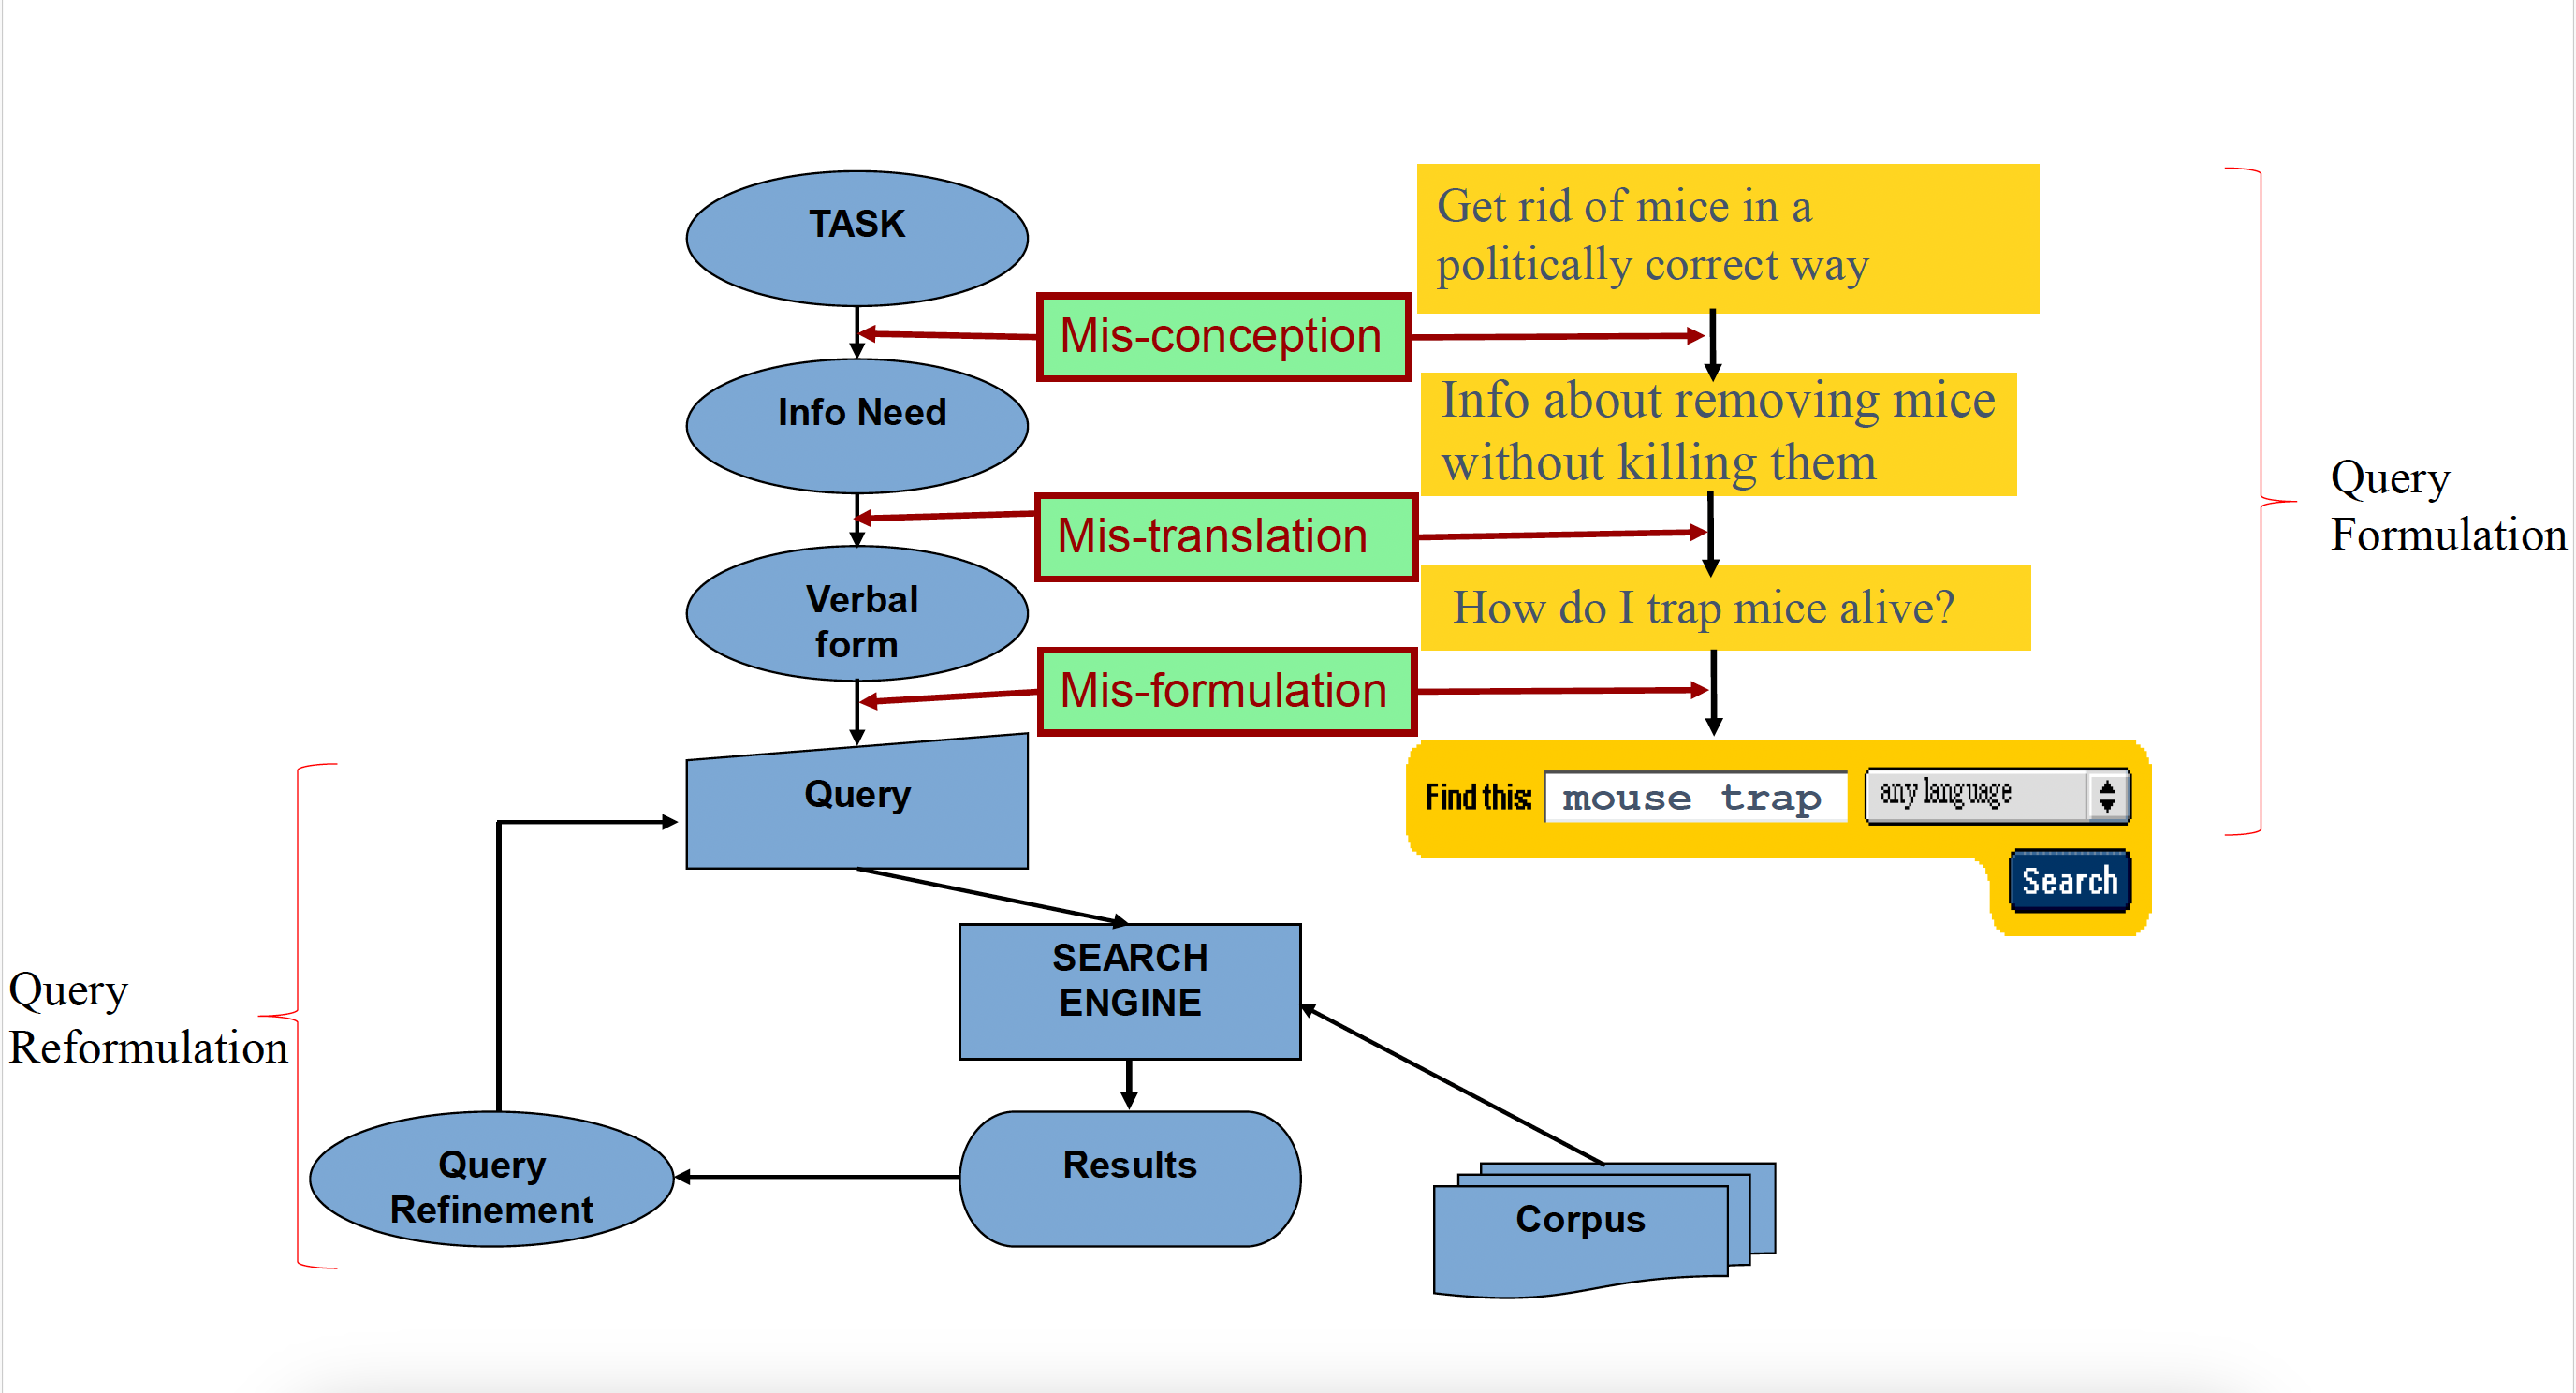 TASK
Get rid of mice in a
politically correct way
Mis-conception
Info Need
Info about removing mice
without killing them
Query
Formulation
Mis-translation
Verbal
form
How do I trap mice alive?
Mis-formulation
Query
Find this: mouse trap any language
Search
SEARCH
ENGINE
Query
Reformulation
Query
Refinement
Results
Corpus